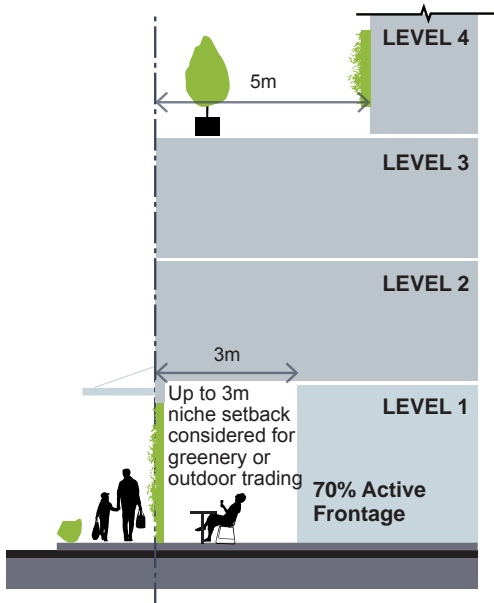 LEVEL 4
5m
LEVEL 3
LEVEL 2
3m
Up to 3m
niche setback
considered for
greenery or
outdoor trading
LEVEL 1
70% Active
Frontage